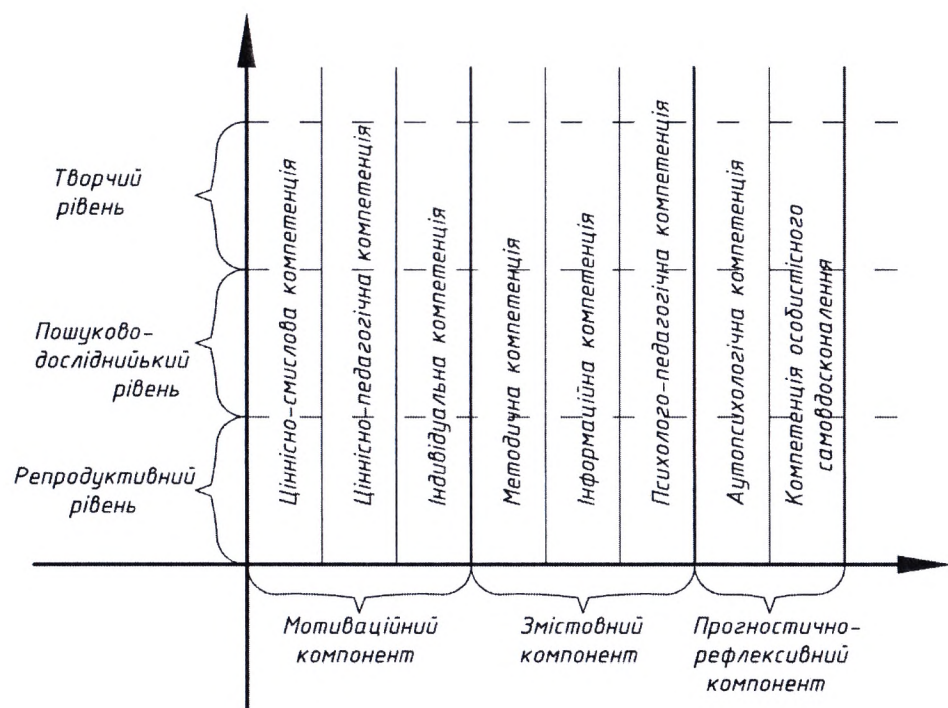 Творчий
рівень
Пошуково-
дослідниЙький
рівень
Репродуктивний
рівень
Ціннісно-смислова компетенція
Ціннісно-педагогічна компетенція
Індивідуальна компетенція
Методична компетенція
Інформаційна компетенція
Психолого-педагогічна компетенція
Аутопсихологічна компетенція
Компетенція особистісного
самовдосконалення
Мотиваційний
компонент
Змістовний
компонент
Прогностично-
рефлексивний
компонент